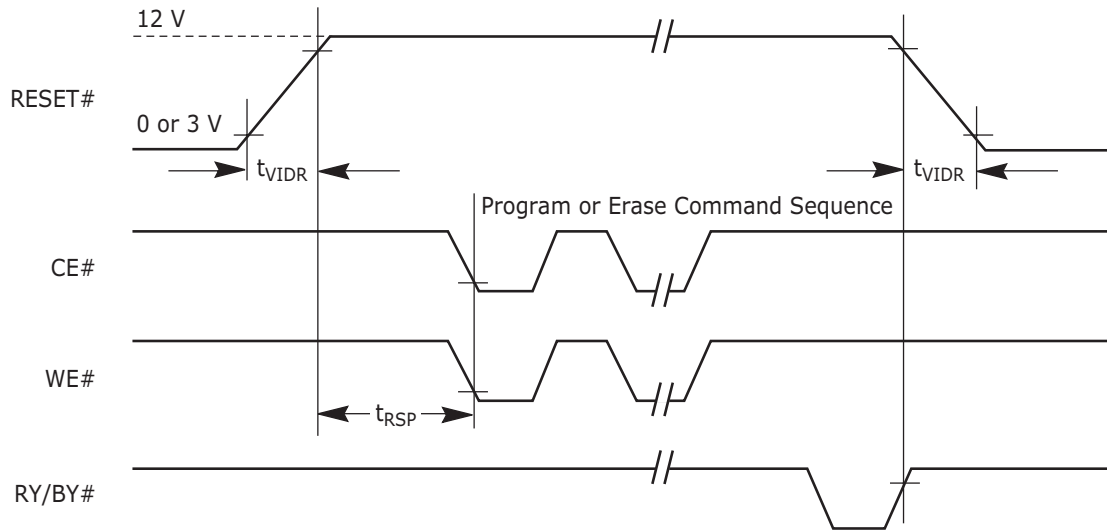 12 V
RESET#
0 or 3 V
tVIDR
tVIDR
Program or Erase Command Sequence
CE#
WE#
tRSP
RY/BY#